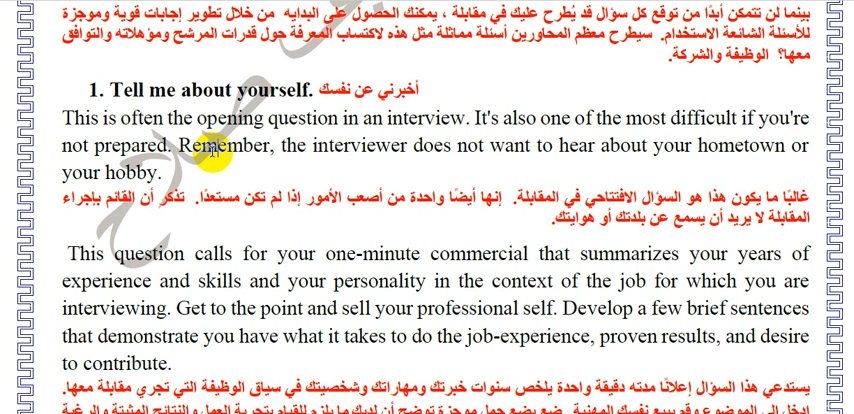 بينما لن تتمكن أبدًا من توقع كل سؤال قد يُطرح عليك في مقابلة ، يمكنك الحصول على البدايه من خلال تطوير إجابات قوية وموجزة
للأسئلة الشائعة الاستخدام. سيطرح معظم المحاورين أسئلة مماثلة مثل هذه لاكتساب المعرفة حول قدرات المرشح ومؤهلاته والتوافق
معها؟ الوظيفة والشركة.
1. Tell me about yourself. أخبرني عن نفسك
This is often the opening question in an interview. It's also one of the most difficult if you're
not prepared. Remember, the interviewer does not want to hear about your hometown or
your hobby.
غالبًا ما يكون هذا هو السؤال الافتتاحي في المقابلة. إنها أيضًا واحدة من أصعب الأمور إذا لم تكن مستعدًا. تذكر أن القائم بإجراء
المقابلة لا يريد أن يسمع عن بلدتك أو هوايتك.
This question calls for your one-minute commercial that summarizes your years of
experience and skills and your personality in the context of the job for which you are
interviewing. Get to the point and sell your professional self. Develop a few brief sentences
that demonstrate you have what it takes to do the job-experience, proven results, and desire
to contribute.
يستدعي هذا السؤال إعلانًا مدته دقيقة واحدة يلخص سنوات خبرتك ومهاراتك وشخصيتك في سياق الوظيفة التي تجري مقابلة معها.